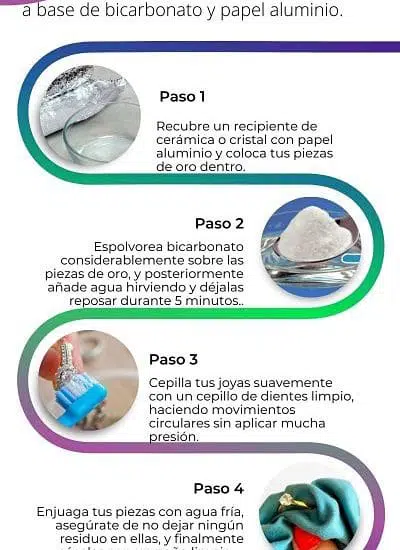 a base de bicarbonato y papel aluminio.
Paso 1
Recubre un recipiente de
cerámica o cristal con papel
aluminio y coloca tus piezas
de oro dentro.
Paso 2
Espolvorea bicarbonato
considerablemente sobre las
piezas de oro, y posteriormente
añade agua hirviendo y déjalas
reposar durante 5 minutos..
Paso 3
Cepilla tus joyas suavemente
con un cepillo de dientes limpio,
haciendo movimientos
circulares sin aplicar mucha
presión.
Paso 4
Enjuaga tus piezas con agua fría,
asegúrate de no dejar ningún
residuo en ellas, y finalmente